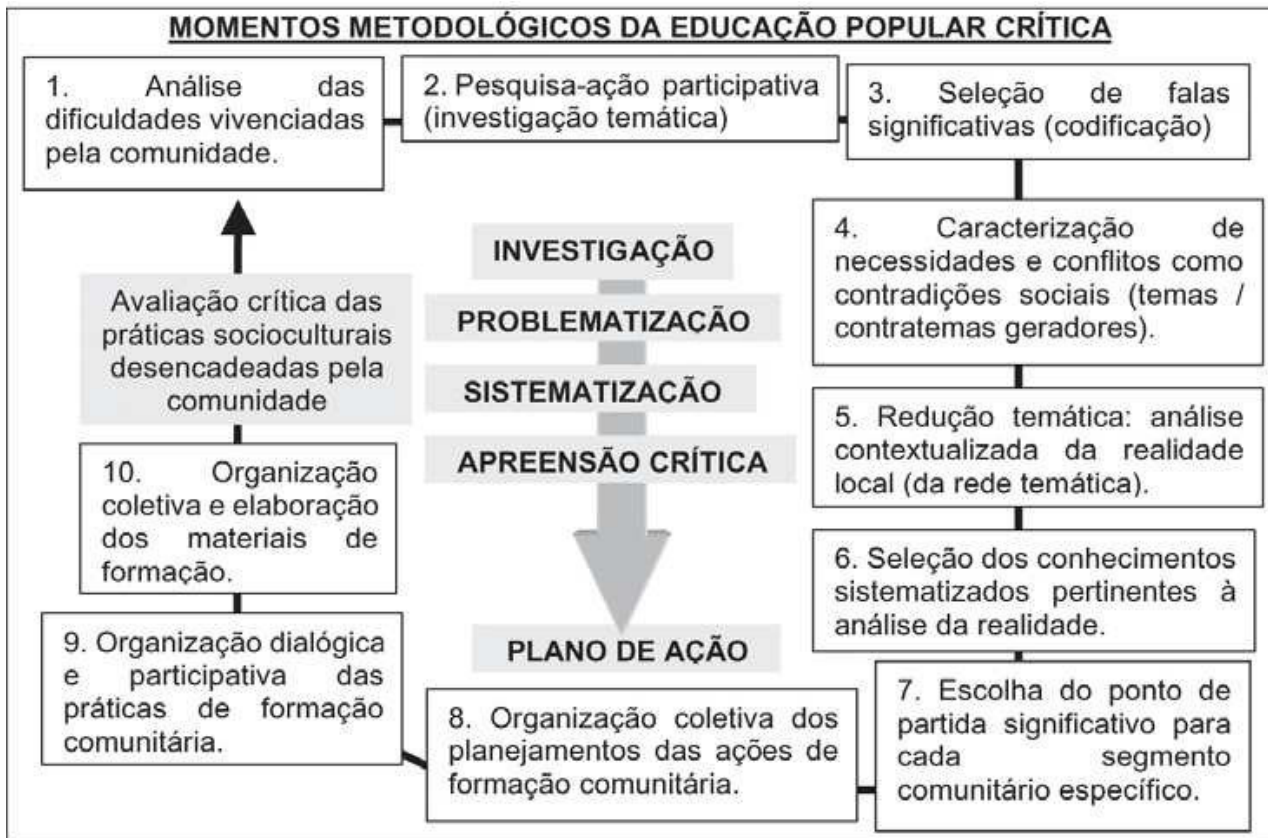 MOMENTOS METODOLÓGICOS DA EDUCAÇÃO POPULAR CRÍTICA
1. Análise das
dificuldades vivenciadas
pela comunidade.
2. Pesquisa-ação participativa
(investigação temática)
3. Seleção de falas
significativas (codificação)
4. Caracterização de
necessidades e conflitos como
contradições sociais (temas /
contratemas geradores).
5. Redução temática: análise
contextualizada da realidade
local (da rede temática).
6. Seleção dos conhecimentos
sistematizados pertinentes à
análise da realidade.
7. Escolha do ponto de
partida significativo para
cada segmento
comunitário específico.
8. Organização coletiva dos
planejamentos das ações de
formação comunitária.
9. Organização dialógica
e participativa das
práticas de formação
comunitária.
10. Organização
coletiva e elaboração
dos materiais de
formação.
Avaliação crítica das
práticas socioculturais
desencadeadas pela
comunidade
INVESTIGAÇÃO
PROBLEMATIZAÇÃO
SISTEMATIZAÇÃO
APREENSÃO CRÍTICA
PLANO DE AÇÃO